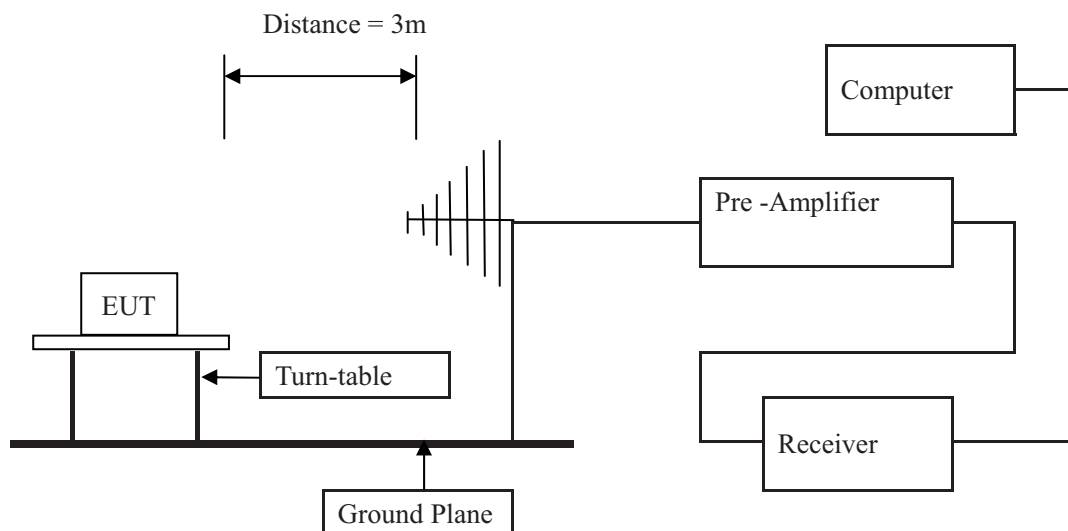 Distance = 3m
Computer
Pre -Amplifier
EUT
Turn-table
Receiver
Ground Plane